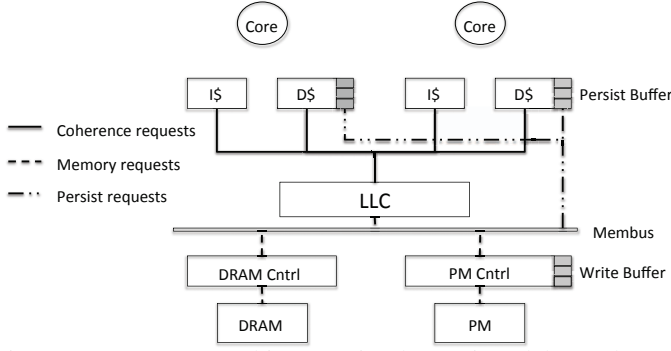 Core Core
I$ D$ I$ D$ Persist Buffer
Coherence requests
Memory requests
Persist requests
LLC
Membus
DRAM Cntrl PM Cntrl Write Buffer
DRAM PM